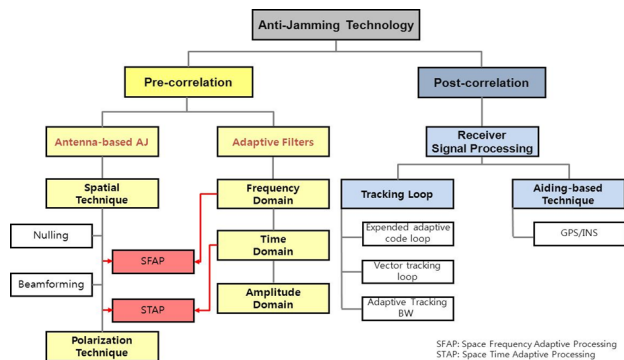 Anti-Jamming Technology
Pre-correlation
Post-correlation
Antenna-based AJ
Adaptive Filters
Receiver
Signal Processing
Spatial
Technique
Frequency
Domain
Tracking Loop
Aiding-based
Technique
Nulling
Expended adaptive
code loop
GPS/INS
SFAP
Time
Domain
Vector tracking
loop
Beamforming
STAP
Amplitude
Domain
Adaptive Tracking
BW
Polarization
Technique
SFAP: Space Frequency Adaptive Processing
STAP: Space Time Adaptive Processing